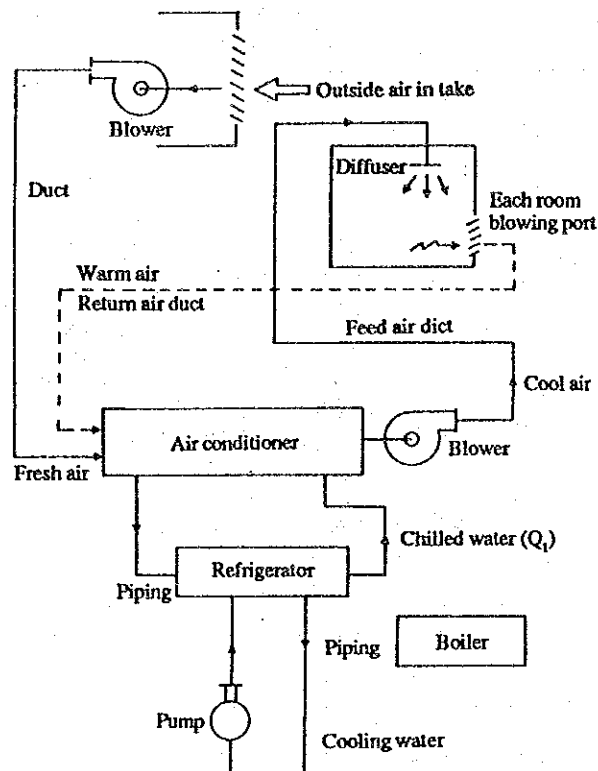 Outside air in take
Blower
Diffuser
Duct
Each room
blowing port
Warm air
Return air duct
Feed air dict
Cool air
Air conditioner
Blower
Fresh air
Chilled water (Q₁)
Refrigerator
Piping
Piping
Boiler
Pump
Cooling water